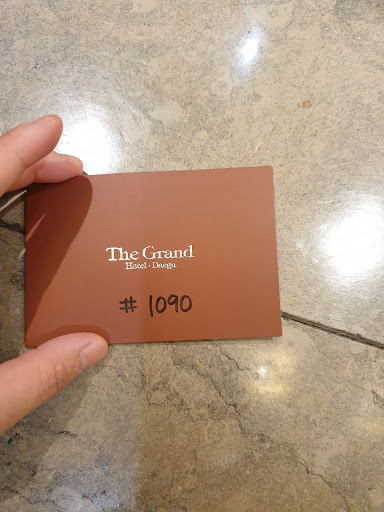 The Grand
Hotel · Daegu
# 1090